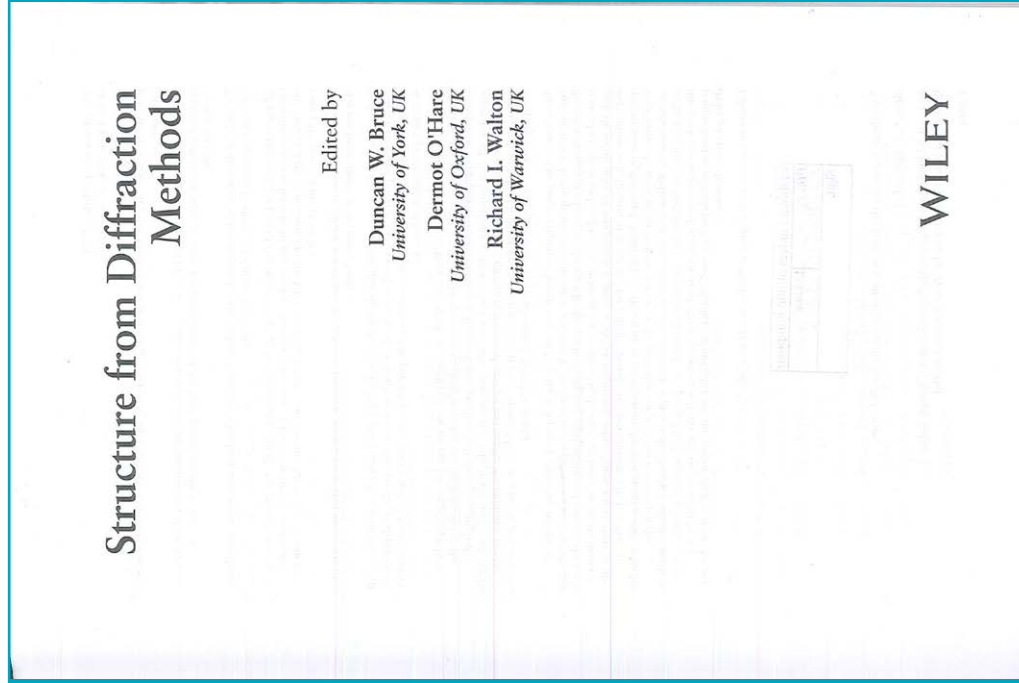 Structure from Diffraction
Methods
Edited by
Duncan W. Bruce
University of York, UK
Dermot O'Hare
University of Oxford, UK
Richard I. Walton
University of Warwick, UK
WILEY